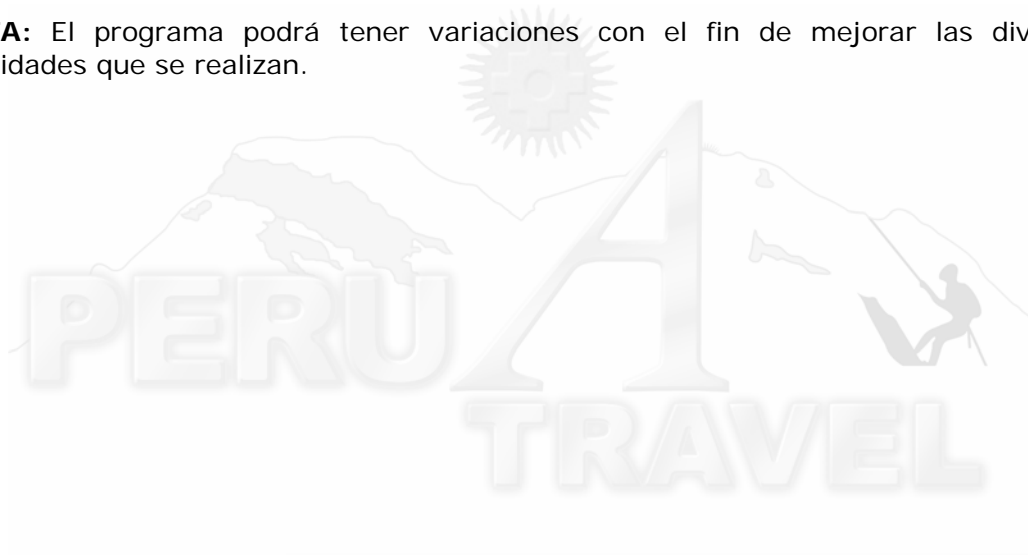 A: El programa podrá tener variaciones con el fin de mejorar las div
idades que se realizan.
PERU A
TRAVEL